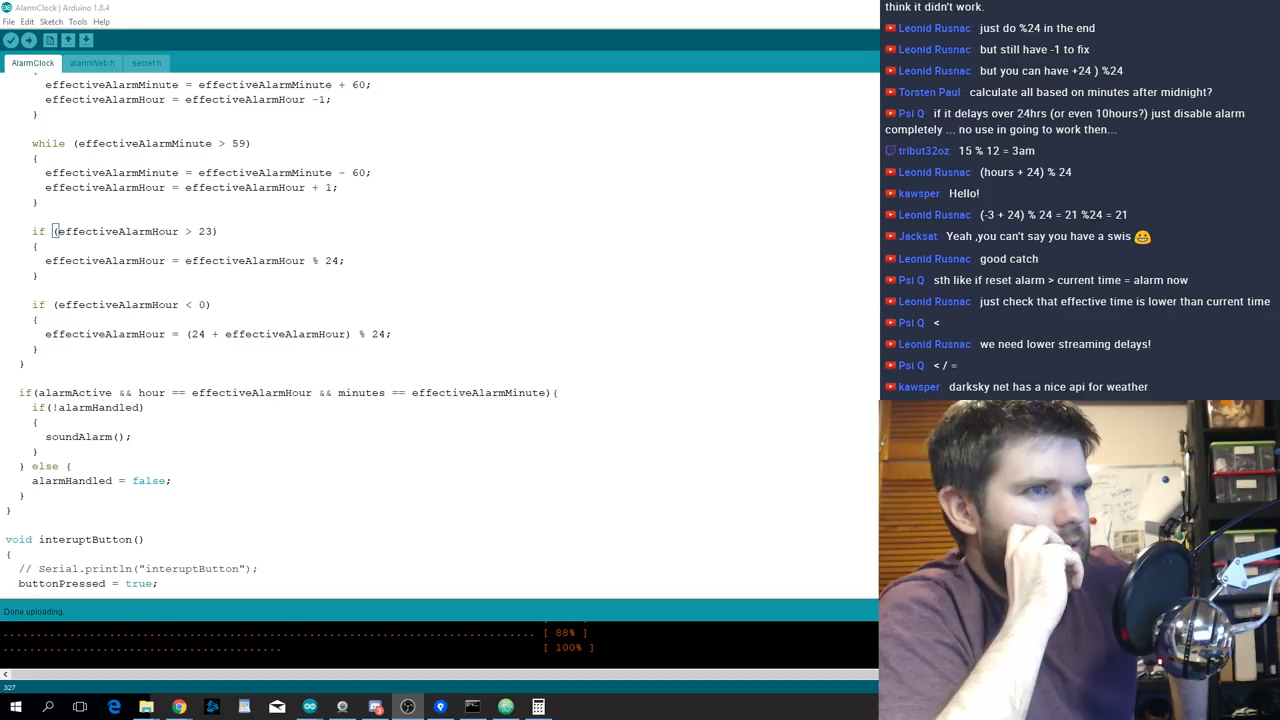 AlarmClock | Arduino 1.8.4
File Edit Sketch Tools Help
AlarmClock alarmWeb.h secret.h
{
effectiveAlarmMinute = effectiveAlarmMinute + 60;
effectiveAlarmHour = effectiveAlarmHour -1;
}
while (effectiveAlarmMinute > 59)
{
effectiveAlarmMinute = effectiveAlarmMinute - 60;
effectiveAlarmHour = effectiveAlarmHour + 1;
}
if (effectiveAlarmHour > 23)
{
effectiveAlarmHour = effectiveAlarmHour % 24;
}
if (effectiveAlarmHour < 0)
{
effectiveAlarmHour = (24 + effectiveAlarmHour) % 24;
}
}
if(alarmActive && hour == effectiveAlarmHour && minutes == effectiveAlarmMinute){
if(!alarmHandled)
{
soundAlarm();
}
} else {
alarmHandled = false;
}
}
void interuptButton()
{
// Serial.println("interuptButton");
buttonPressed = true;
Done uploading.
[ 88% ]
[ 100% ]
327
think it didn't work.
Leonid Rusnac: just do %24 in the end
Leonid Rusnac: but still have -1 to fix
Leonid Rusnac: but you can have +24 ) %24
Torsten Paul: calculate all based on minutes after midnight?
Psi Q: if it delays over 24hrs (or even 10hours?) just disable alarm
completely ... no use in going to work then...
tr1but32oz: 15 % 12 = 3am
Leonid Rusnac: (hours + 24) % 24
kawsper: Hello!
Leonid Rusnac: (-3 + 24) % 24 = 21 %24 = 21
Jacksat: Yeah ,you can't say you have a swis
Leonid Rusnac: good catch
Psi Q: sth like if reset alarm > current time = alarm now
Leonid Rusnac: just check that effective time is lower than current time
Psi Q: <
Leonid Rusnac: we need lower streaming delays!
Psi Q: < / =
kawsper: darksky net has a nice api for weather